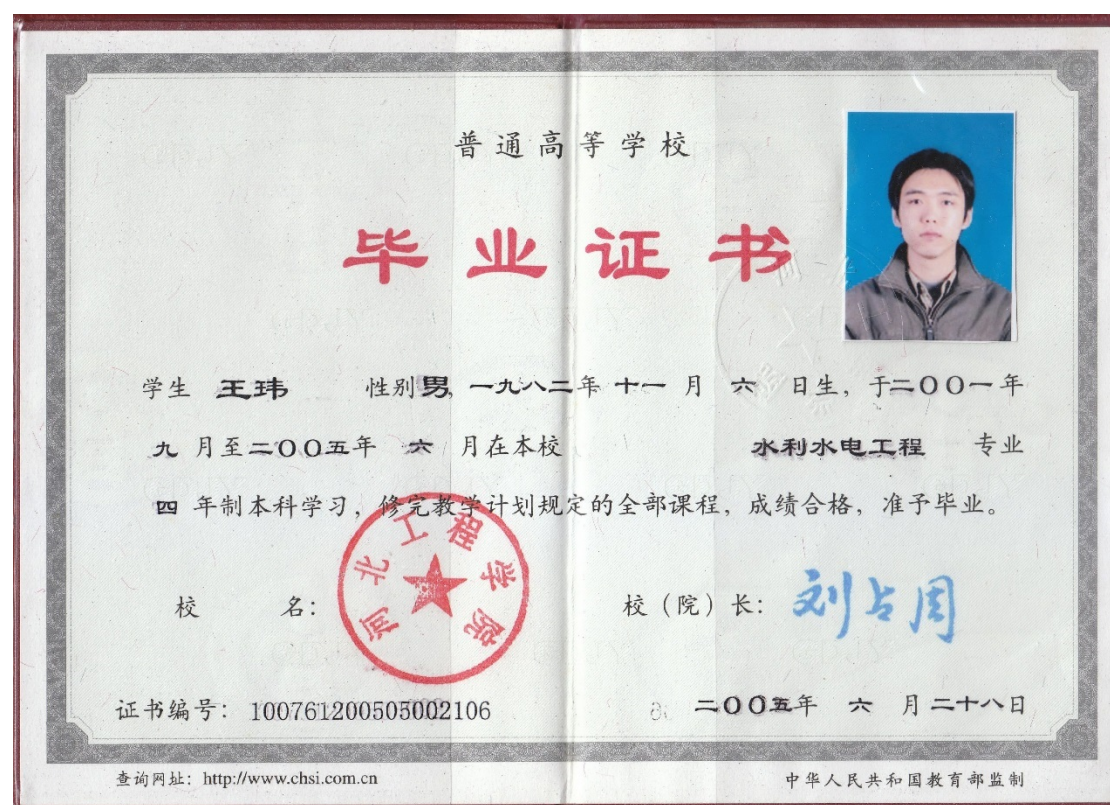 普通高等学校
毕业证书
学生 王玮 性别 男, 一九八二年 十一 月 六 日生, 于二〇〇一年
九 月至二〇〇五年 六 月在本校 水利水电工程 专业
四 年制本科学习, 修完教学计划规定的全部课程, 成绩合格, 准予毕业。
河北工程学院
校 名: 校（院）长: 刘占周
证书编号: 100761200505002106 二〇〇五年 六 月二十八日
查询网址: http://www.chsi.com.cn 中华人民共和国教育部监制